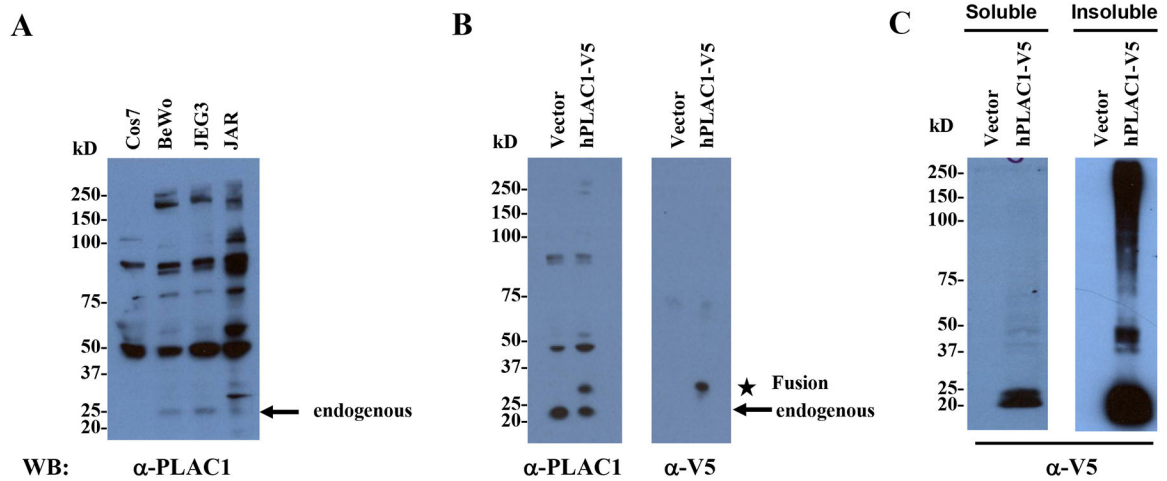 A
kD
Cos7
BeWo
JEG3
JAR
250-
150-
100-
75-
50-
37-
25-
20-
endogenous
WB:
α-PLAC1
B
kD
Vector
hPLAC1-V5
Vector
hPLAC1-V5
250-
150-
100-
75-
50-
37-
25-
20-
Fusion
endogenous
α-PLAC1
α-V5
C
Soluble
Insoluble
kD
Vector
hPLAC1-V5
Vector
hPLAC1-V5
250-
150-
100-
75-
50-
37-
25-
20-
α-V5